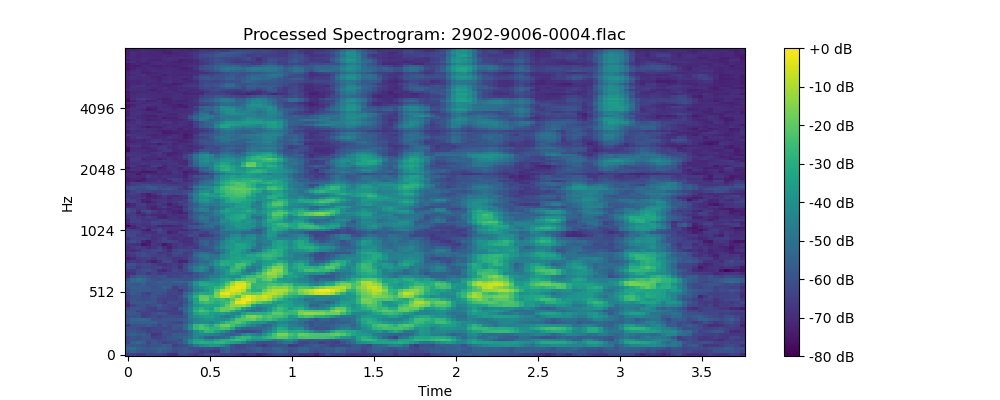 Processed Spectrogram: 2902-9006-0004.flac
Hz
4096
2048
1024
512
0
0
0.5
1
1.5
2
2.5
3
3.5
Time
+0 dB
-10 dB
-20 dB
-30 dB
-40 dB
-50 dB
-60 dB
-70 dB
-80 dB